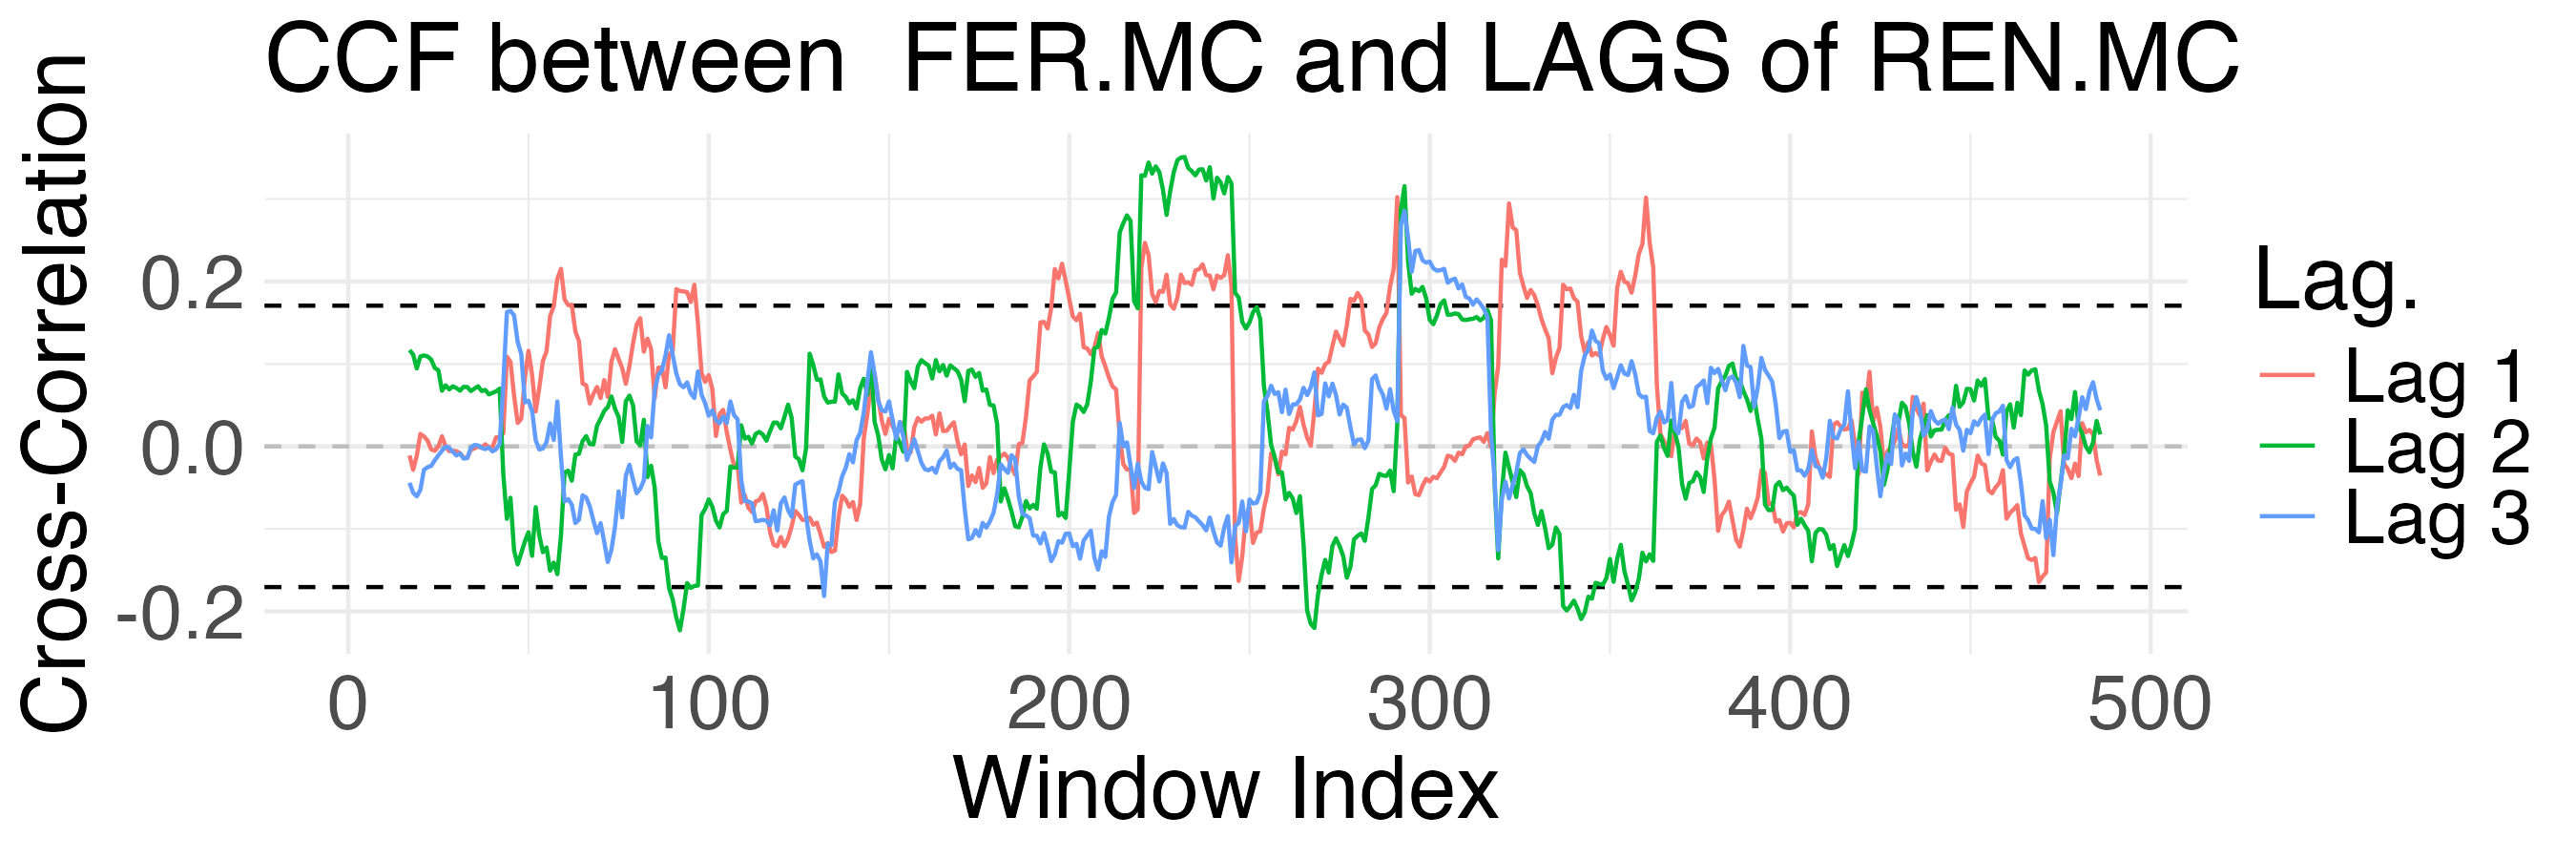 CCF between  FER.MC and LAGS of REN.MC
Cross-Correlation
0.2
0.0
-0.2
0 100 200 300 400 500
Window Index
Lag.
Lag 1
Lag 2
Lag 3